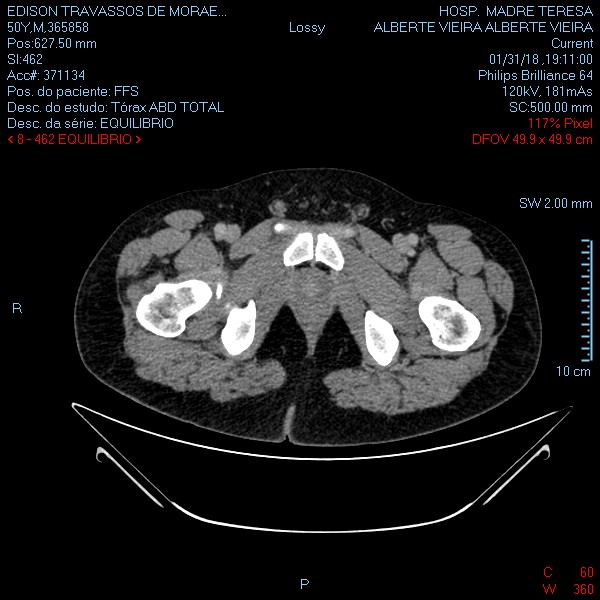 EDISON TRAVASSOS DE MORAE...
50Y,M,365858
Pos:627.50 mm
SI:462
Acc#: 371134
Pos. do paciente: FFS
Desc. do estudo: Tórax ABD TOTAL
Desc. da série: EQUILIBRIO
< 8 - 462 EQUILIBRIO >
Lossy
HOSP. MADRE TERESA
ALBERTE VIEIRA ALBERTE VIEIRA
Current
01/31/18 ,19:11:00
Philips Brilliance 64
120kV, 181mAs
SC:500.00 mm
117% Pixel
DFOV 49.9 x 49.9 cm
SW 2.00 mm
R
10 cm
P
C 60
W 360